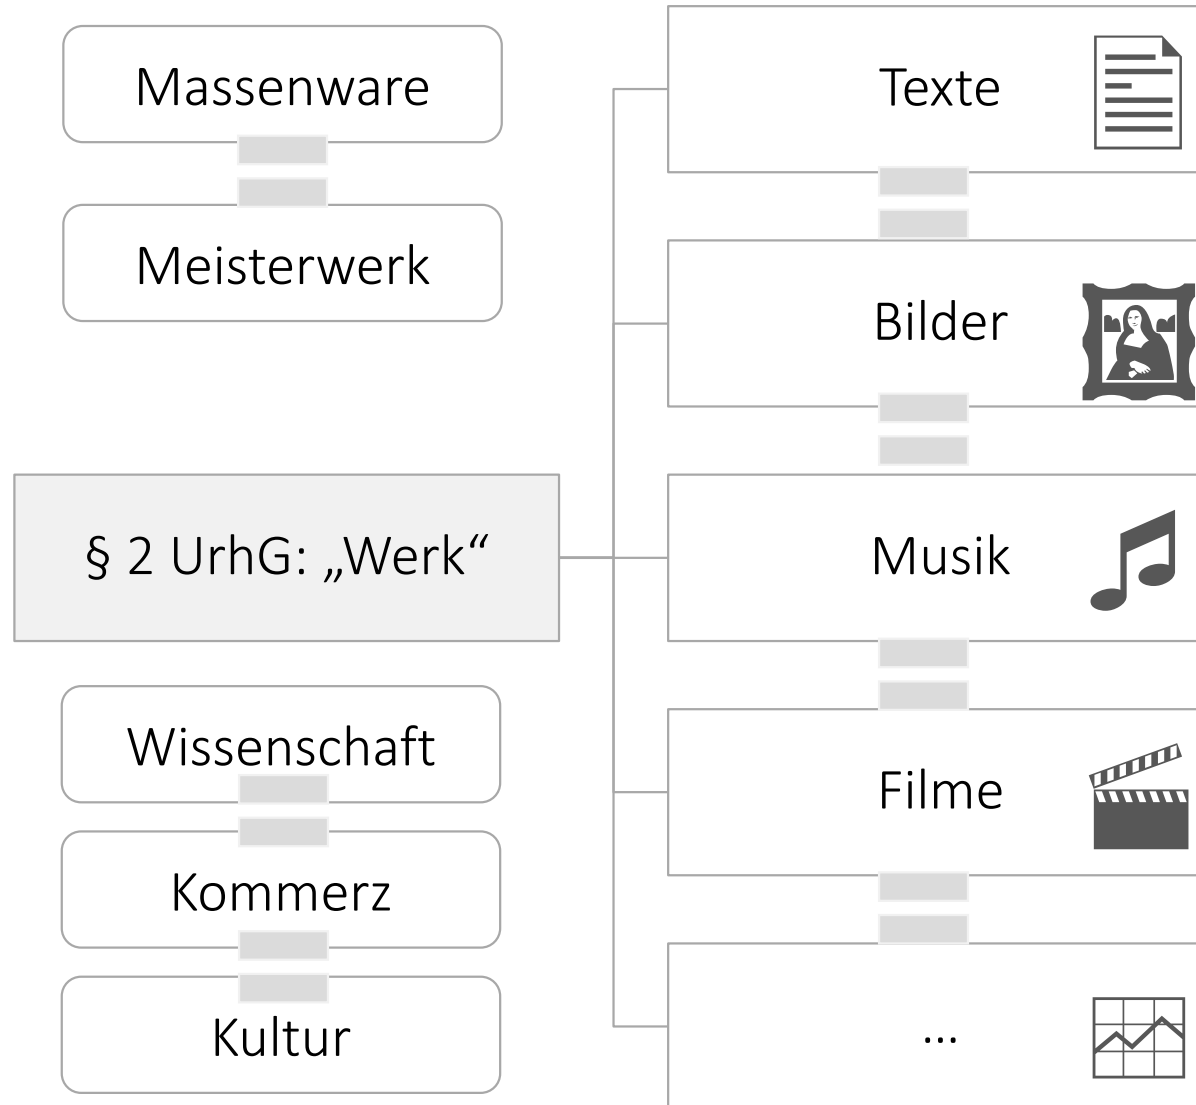 Massenware
Meisterwerk
§ 2 UrhG: „Werk“
Wissenschaft
Kommerz
Kultur
Texte
Bilder
Musik
Filme
...